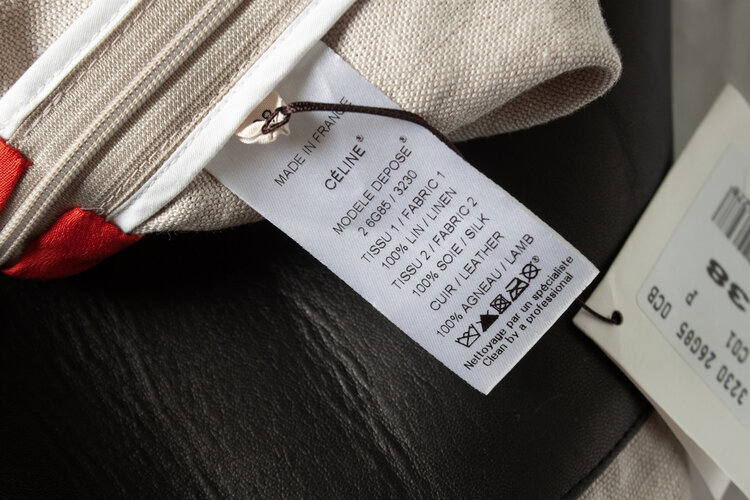 MADE IN FRANCE
CÉLINE®
MODELE DEPOSE®
2 6G85 / 3230
TISSU 1 / FABRIC 1
100% LIN / LINEN
TISSU 2 / FABRIC 2
100% SOIE / SILK
CUIR / LEATHER
100% AGNEAU / LAMB
Nettoyage par un spécialiste
Clean by a professional
38
P
C01
3230 26G85 0CB